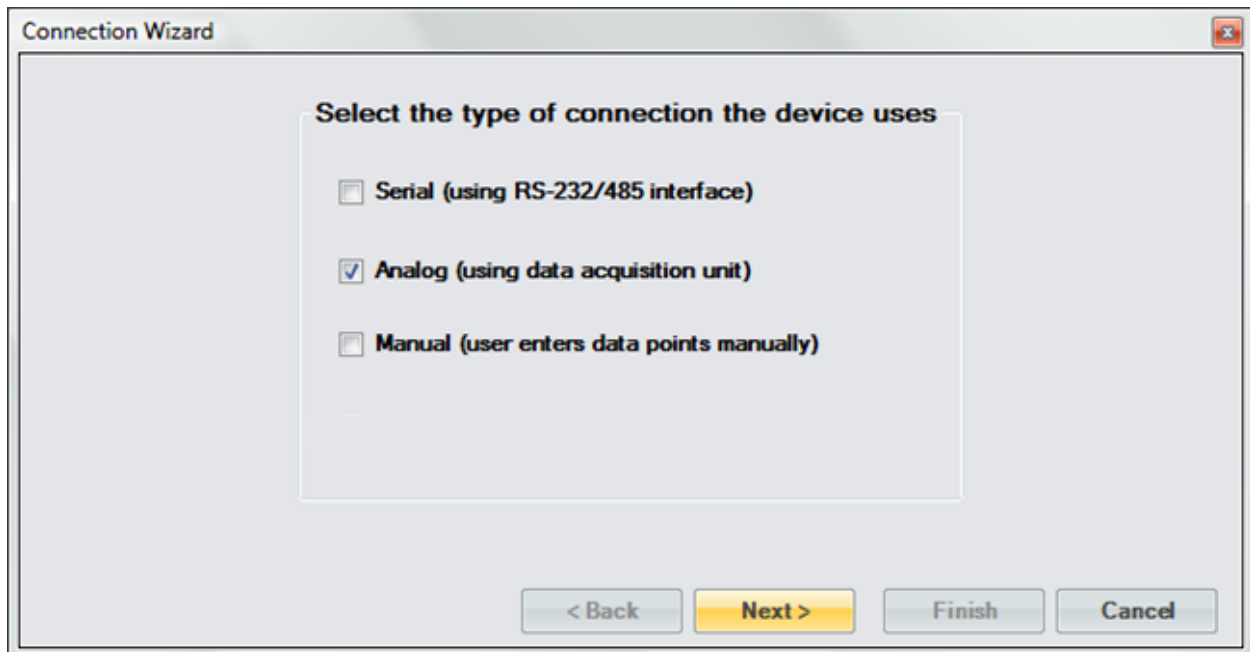 Connection Wizard
Select the type of connection the device uses
Serial (using RS-232/485 interface)
Analog (using data acquisition unit)
Manual (user enters data points manually)
< Back Next > Finish Cancel